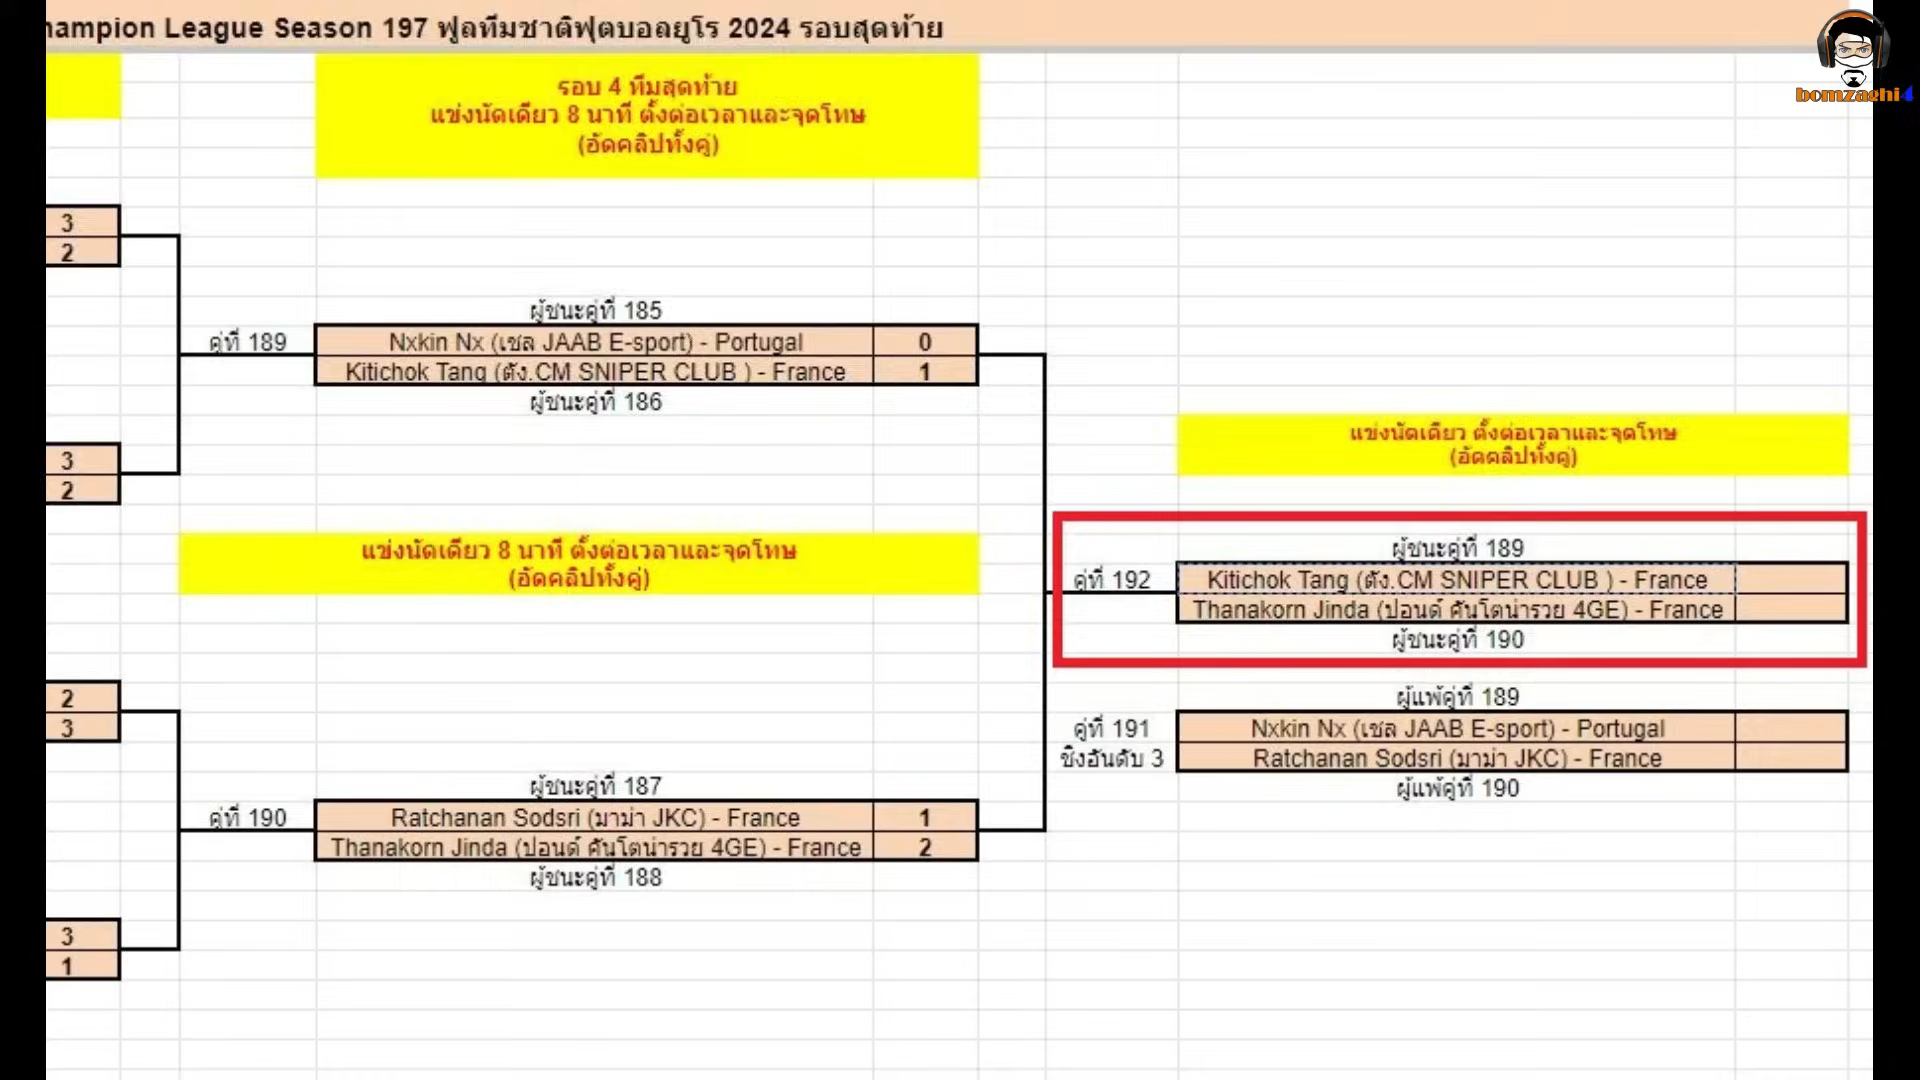 hampion League Season 197 ฟูลทีมชาติฟุตบอลยูโร 2024 รอบสุดท้าย
bomzaghi4
รอบ 4 ทีมสุดท้าย
แข่งนัดเดียว 8 นาที ตั้งต่อเวลาและจุดโทษ
(อัดคลิปทั้งคู่)
3
2
ผู้ชนะคู่ที่ 185
คู่ที่ 189
Nxkin Nx (เชล JAAB E-sport) - Portugal 0
Kitichok Tang (ตัง.CM SNIPER CLUB ) - France 1
ผู้ชนะคู่ที่ 186
3
2
แข่งนัดเดียว ตั้งต่อเวลาและจุดโทษ
(อัดคลิปทั้งคู่)
แข่งนัดเดียว 8 นาที ตั้งต่อเวลาและจุดโทษ
(อัดคลิปทั้งคู่)
ผู้ชนะคู่ที่ 189
คู่ที่ 192
Kitichok Tang (ตัง.CM SNIPER CLUB ) - France
Thanakorn Jinda (ปอนด์ ศันโตน่ารวย 4GE) - France
ผู้ชนะคู่ที่ 190
2
3
ผู้แพ้คู่ที่ 189
คู่ที่ 191
ชิงอันดับ 3
Nxkin Nx (เชล JAAB E-sport) - Portugal
Ratchanan Sodsri (มาม่า JKC) - France
ผู้แพ้คู่ที่ 190
ผู้ชนะคู่ที่ 187
คู่ที่ 190
Ratchanan Sodsri (มาม่า JKC) - France 1
Thanakorn Jinda (ปอนด์ ศันโตน่ารวย 4GE) - France 2
ผู้ชนะคู่ที่ 188
3
1